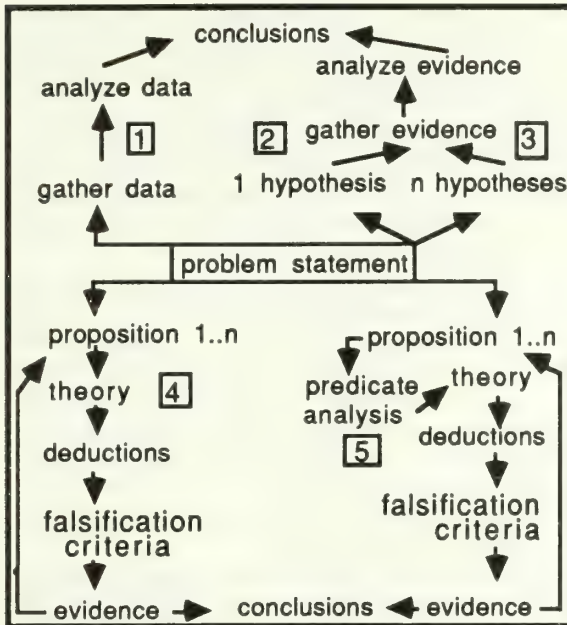 conclusions
analyze data
analyze evidence
1
2
gather evidence
3
gather data
1 hypothesis
n hypotheses
problem statement
proposition 1..n
theory
4
deductions
falsification
criteria
evidence
proposition 1..n
predicate
analysis
5
theory
deductions
falsification
criteria
evidence
conclusions